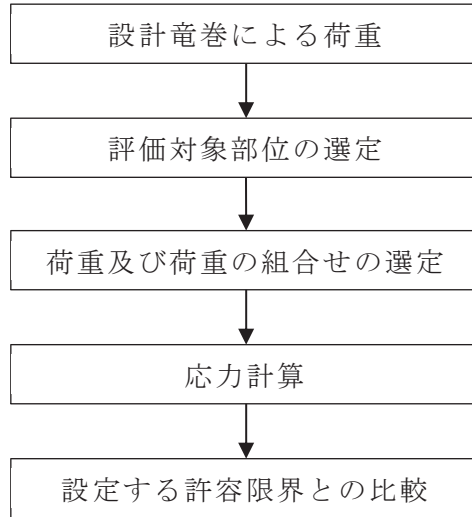 設計竜巻による荷重
評価対象部位の選定
荷重及び荷重の組合せの選定
応力計算
設定する許容限界との比較